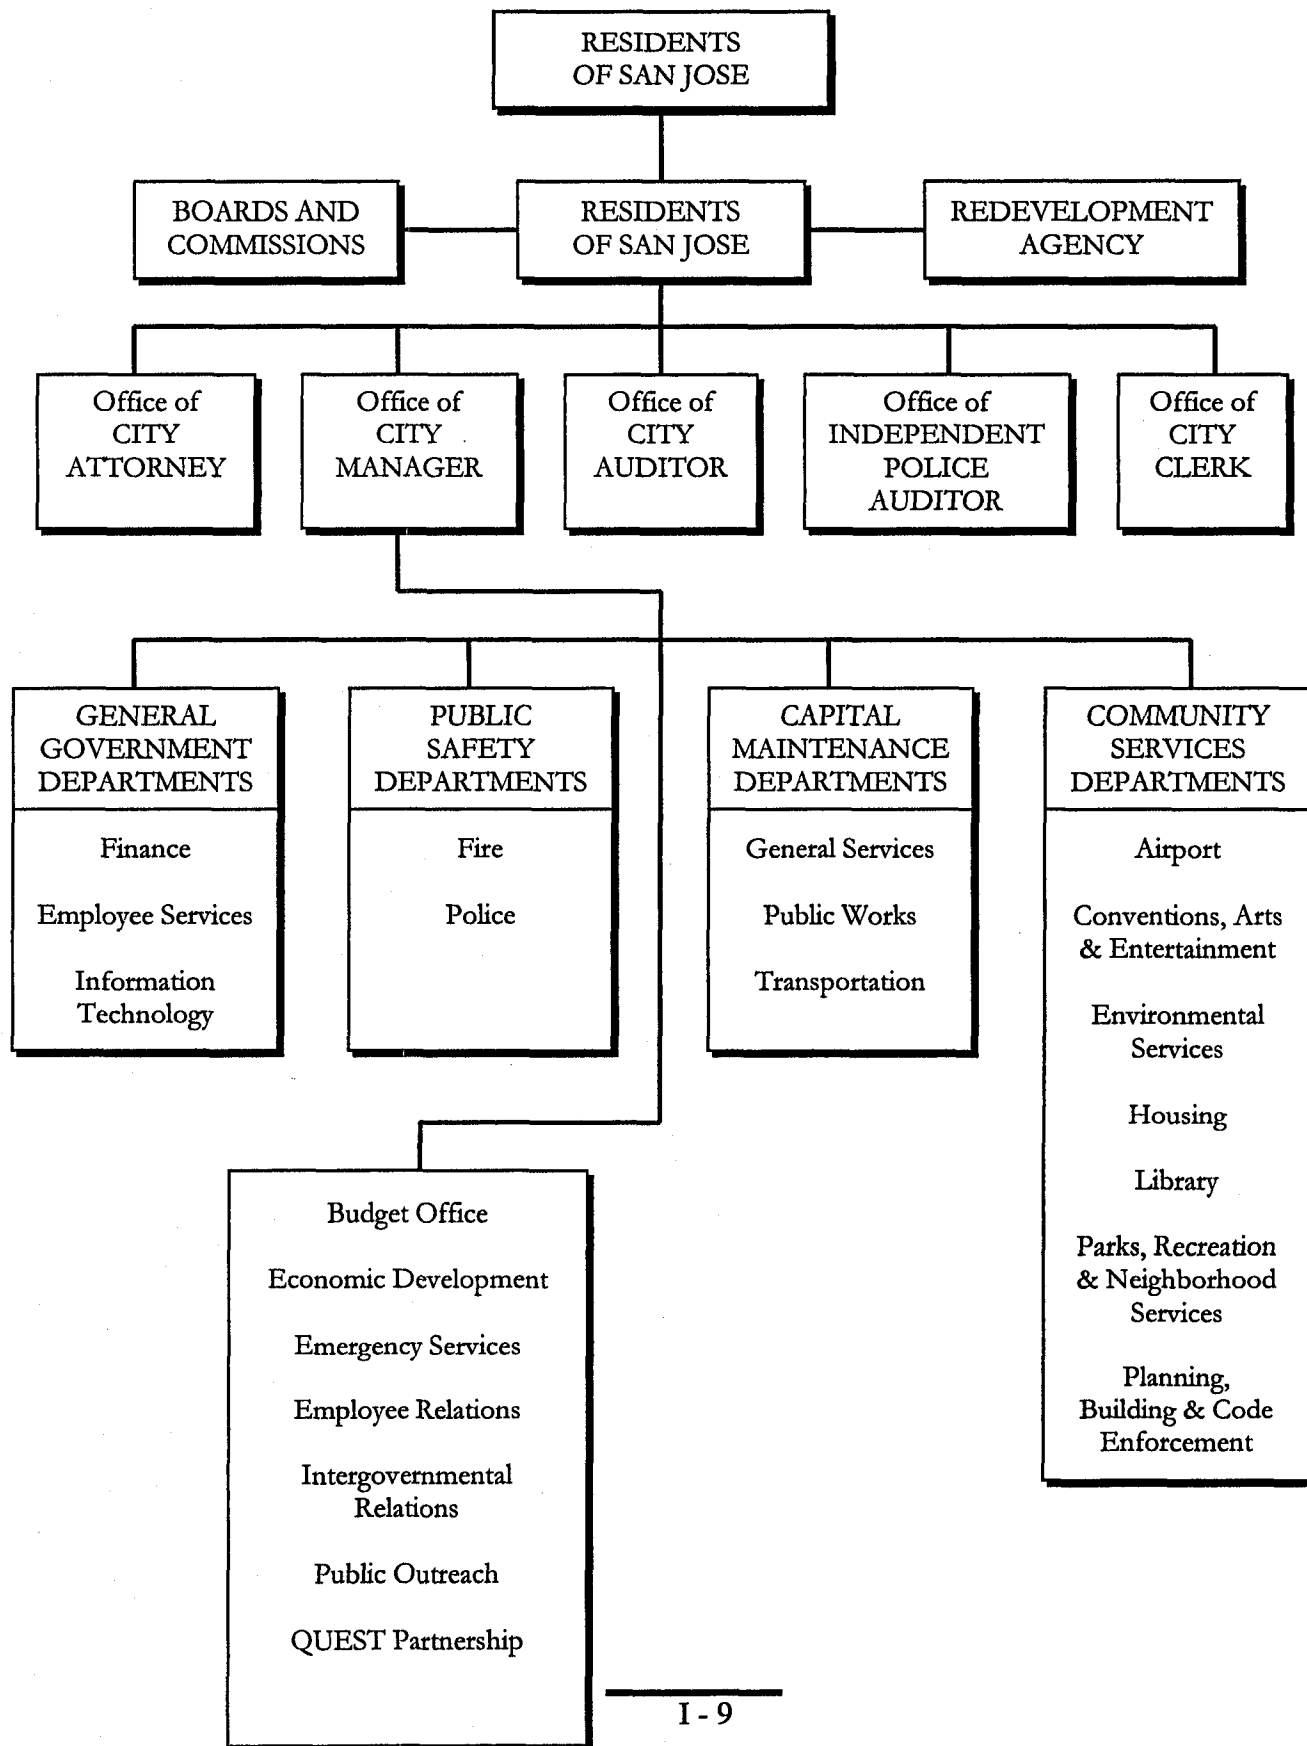 RESIDENTS
OF SAN JOSE
BOARDS AND
COMMISSIONS
RESIDENTS
OF SAN JOSE
REDEVELOPMENT
AGENCY
Office of
CITY
ATTORNEY
Office of
CITY
MANAGER
Office of
CITY
AUDITOR
Office of
INDEPENDENT
POLICE
AUDITOR
Office of
CITY
CLERK
GENERAL
GOVERNMENT
DEPARTMENTS
Finance
Employee Services
Information
Technology
PUBLIC
SAFETY
DEPARTMENTS
Fire
Police
CAPITAL
MAINTENANCE
DEPARTMENTS
General Services
Public Works
Transportation
COMMUNITY
SERVICES
DEPARTMENTS
Airport
Conventions, Arts
& Entertainment
Environmental
Services
Housing
Library
Parks, Recreation
& Neighborhood
Services
Planning,
Building & Code
Enforcement
Budget Office
Economic Development
Emergency Services
Employee Relations
Intergovernmental
Relations
Public Outreach
QUEST Partnership
I - 9